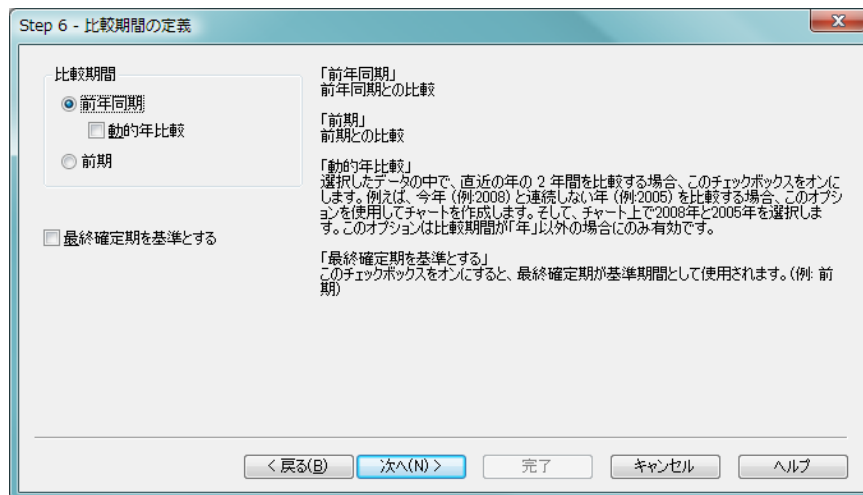 Step 6 - 比較期間の定義
比較期間
前年同期
動的年比較
前期
最終確定期を基準とする
「前年同期」
前年同期との比較
「前期」
前期との比較
「動的年比較」
選択したデータの中で、直近の年の 2 年間を比較する場合、このチェックボックスをオンに
します。例えば、今年 (例:2008) と連続しない年 (例:2005) を比較する場合、このオプシ
ョンを使用してチャートを作成します。そして、チャート上で2008年と2005年を選択しま
す。このオプションは比較期間が「年」以外の場合にのみ有効です。
「最終確定期を基準とする」
このチェックボックスをオンにすると、最終確定期が基準期間として使用されます。(例: 前
期)
< 戻る(B)
次へ(N) >
完了
キャンセル
ヘルプ